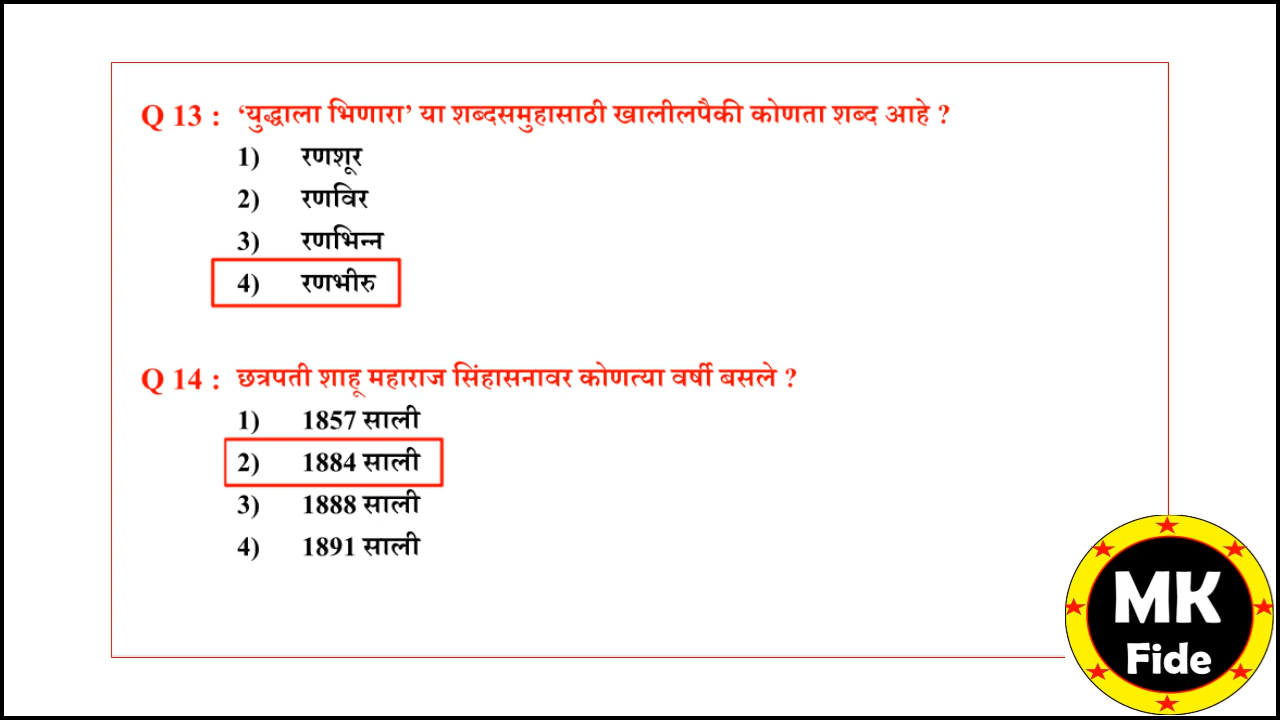 Q 13 : ‘युद्धाला भिणारा’ या शब्दसमुहासाठी खालीलपैकी कोणता शब्द आहे ?
1) रणशूर
2) रणविर
3) रणभिन्न
4) रणभीरु
Q 14 : छत्रपती शाहू महाराज सिंहासनावर कोणत्या वर्षी बसले ?
1) 1857 साली
2) 1884 साली
3) 1888 साली
4) 1891 साली
MK
Fide